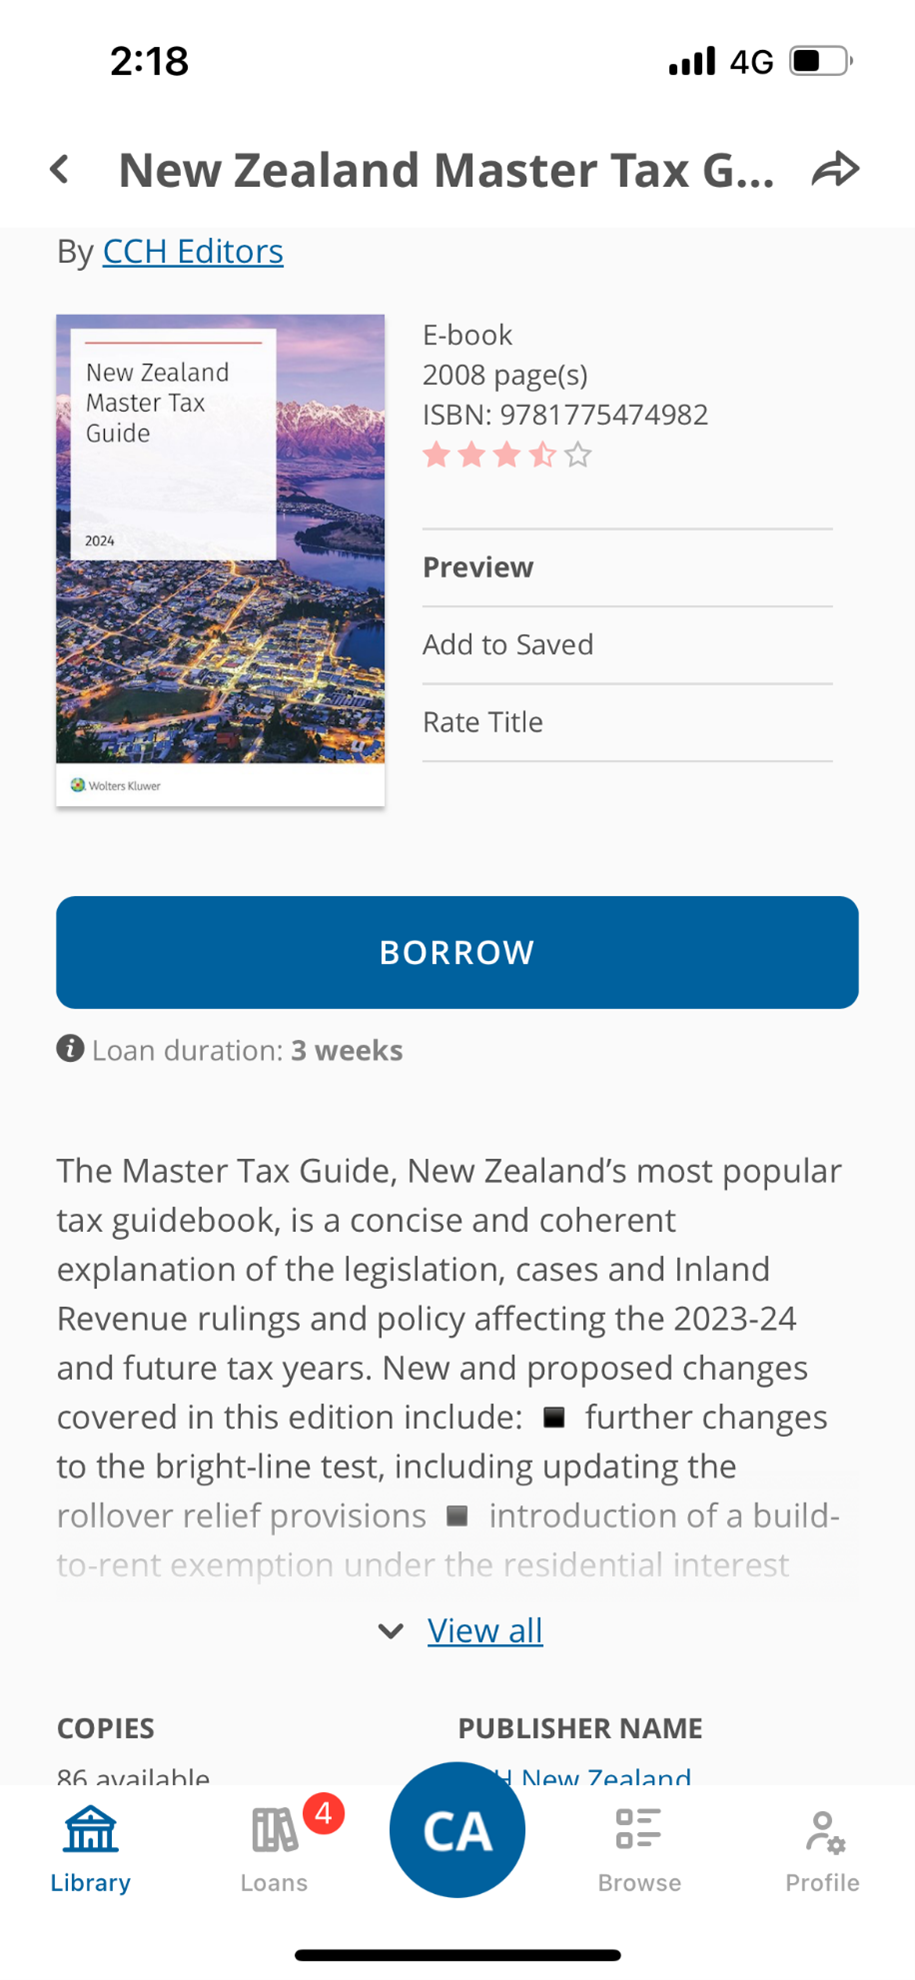 2:18 4G
New Zealand Master Tax G...
By CCH Editors
New Zealand
Master Tax
Guide
2024
Wolters Kluwer
E-book
2008 page(s)
ISBN: 9781775474982
Preview
Add to Saved
Rate Title
BORROW
Loan duration: 3 weeks
The Master Tax Guide, New Zealand’s most popular
tax guidebook, is a concise and coherent
explanation of the legislation, cases and Inland
Revenue rulings and policy affecting the 2023-24
and future tax years. New and proposed changes
covered in this edition include: ▪ further changes
to the bright-line test, including updating the
rollover relief provisions ▪ introduction of a build-
to-rent exemption under the residential interest
View all
COPIES
86 available
PUBLISHER NAME
H New Zealand
Library
4
Loans
CA
Browse
Profile